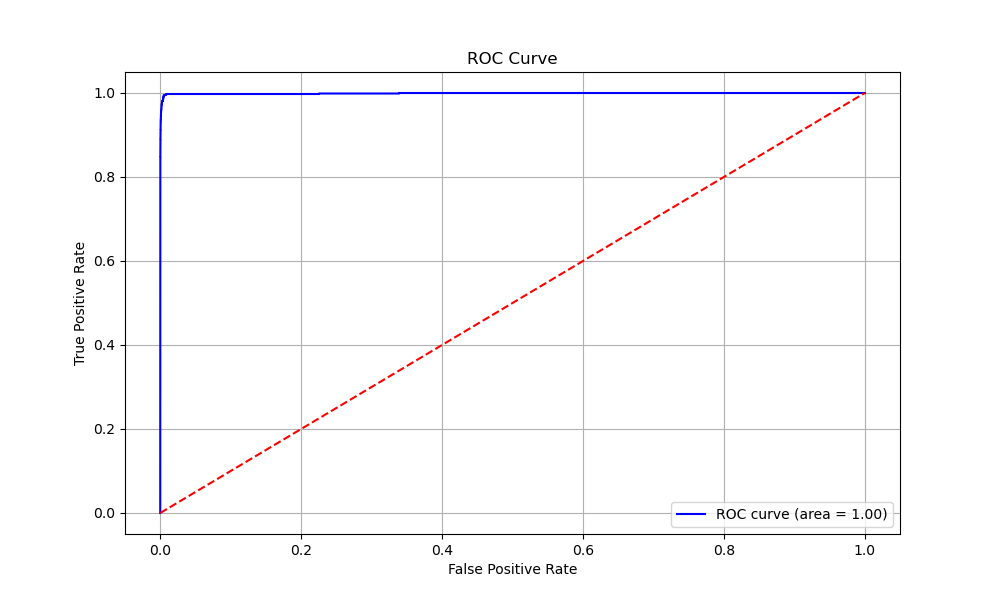 ROC Curve
True Positive Rate
1.0
0.8
0.6
0.4
0.2
0.0
ROC curve (area = 1.00)
0.0 0.2 0.4 0.6 0.8 1.0
False Positive Rate